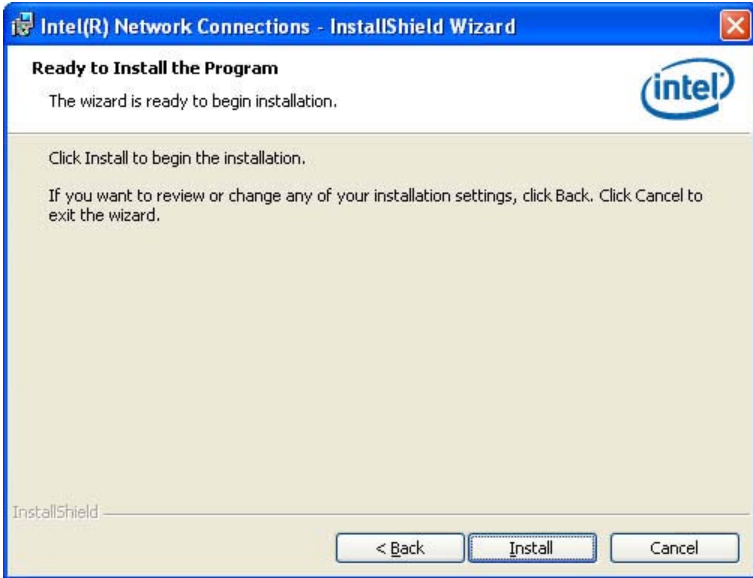 Intel(R) Network Connections - InstallShield Wizard
Ready to Install the Program
The wizard is ready to begin installation.
intel
Click Install to begin the installation.
If you want to review or change any of your installation settings, click Back. Click Cancel to
exit the wizard.
InstallShield
< Back
Install
Cancel